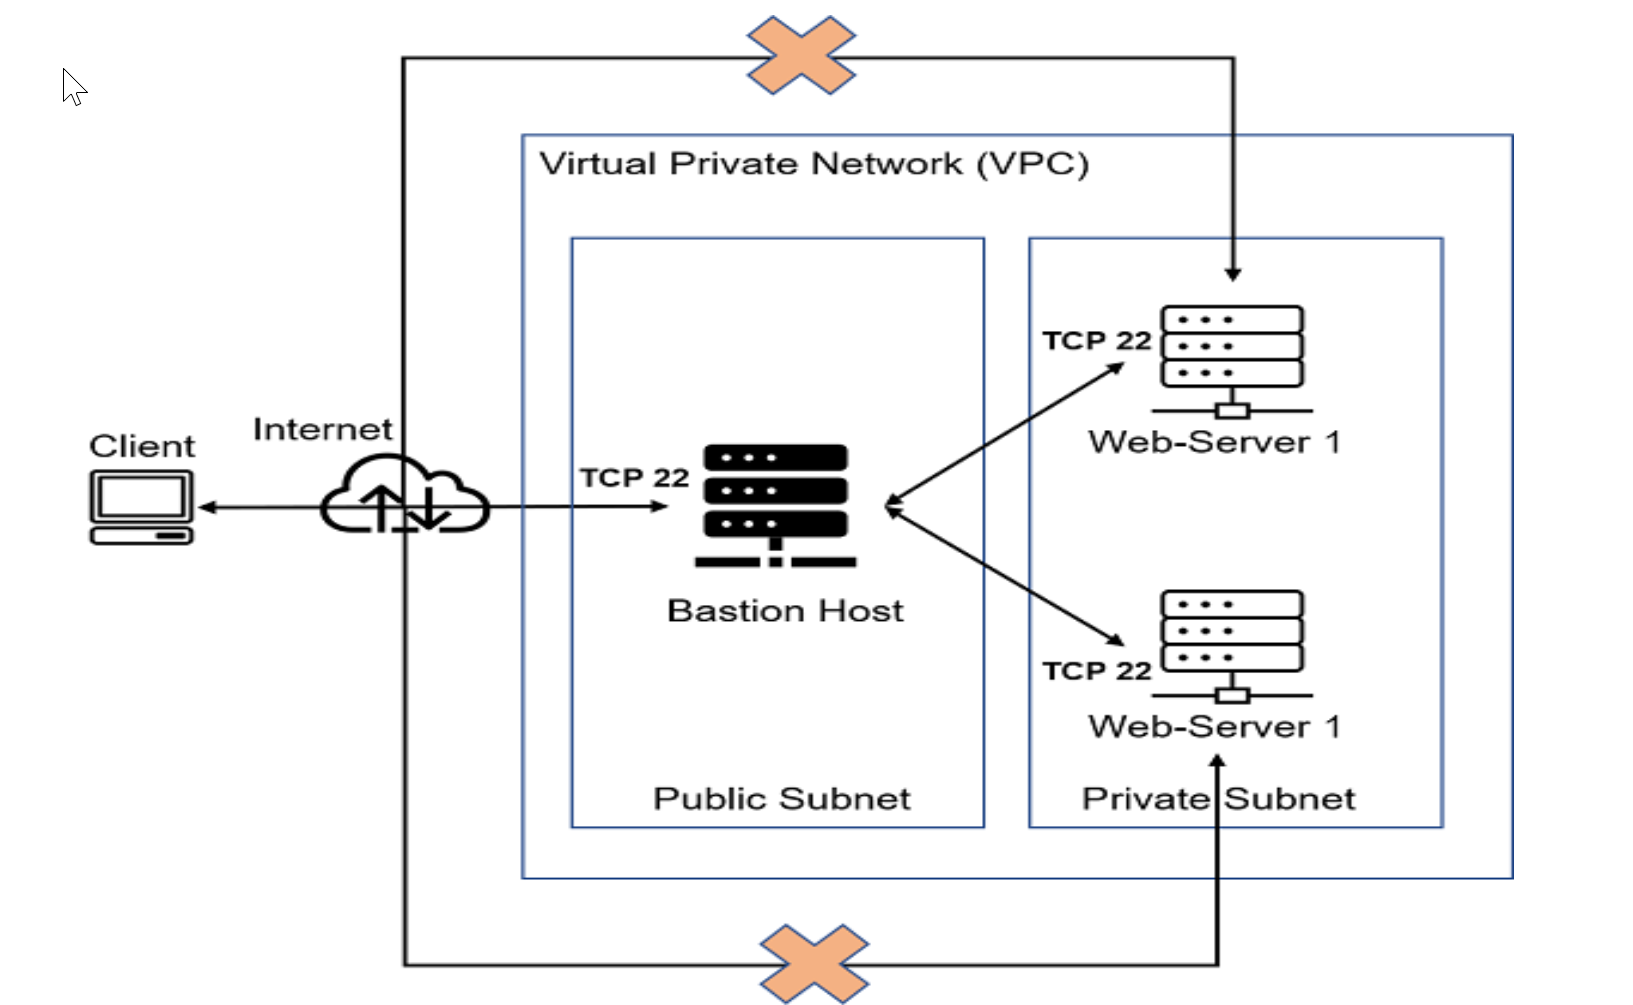 Virtual Private Network (VPC)
TCP 22
Internet
Client
Web-Server 1
TCP 22
Bastion Host
TCP 22
Web-Server 1
Public Subnet
Private Subnet